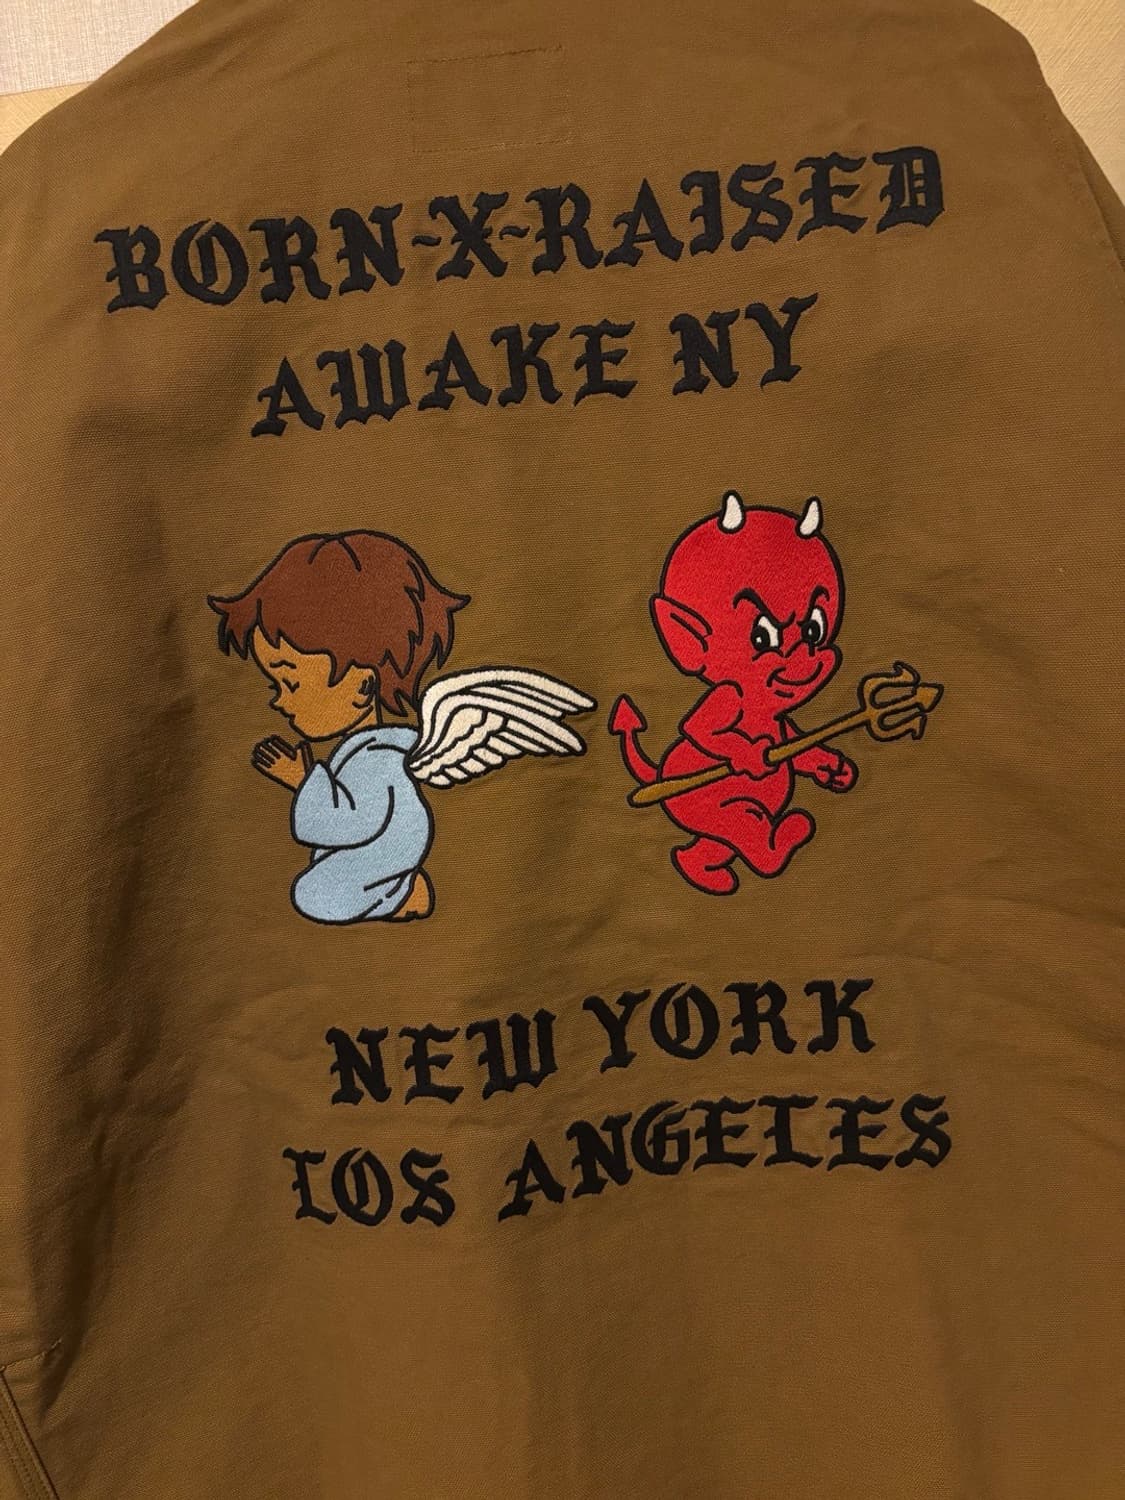 BORN-X-RAISED
AWAKE NY
NEW YORK
LOS ANGELES